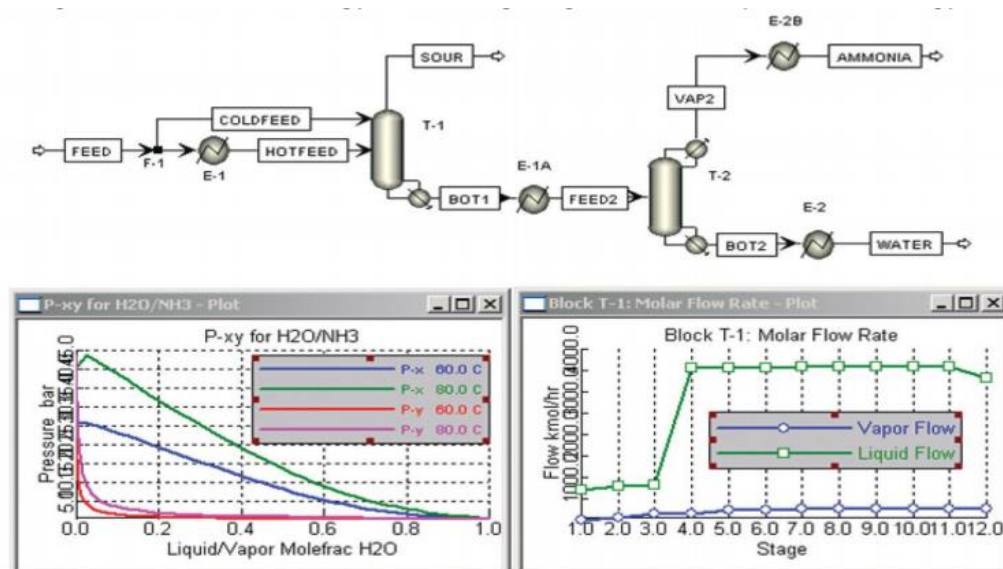 E-2B
SOUR
AMMONIA
VAP2
COLDFEED
T-1
FEED
F-1
HOTFEED
E-1
E-1A
T-2
BOT1
FEED2
E-2
BOT2
WATER
P-xy for H2O/NH3 - Plot
P-xy for H2O/NH3
P-x 60.0 C
P-x 80.0 C
P-y 60.0 C
P-y 80.0 C
Pressure bar
0.0 0.2 0.4 0.6 0.8 1.0
Liquid/Vapor Molefrac H2O
Block T-1: Molar Flow Rate - Plot
Block T-1: Molar Flow Rate
Vapor Flow
Liquid Flow
Flow kmol/hr
1.0 2.0 3.0 4.0 5.0 6.0 7.0 8.0 9.0 10.0 11.0 12.0
Stage